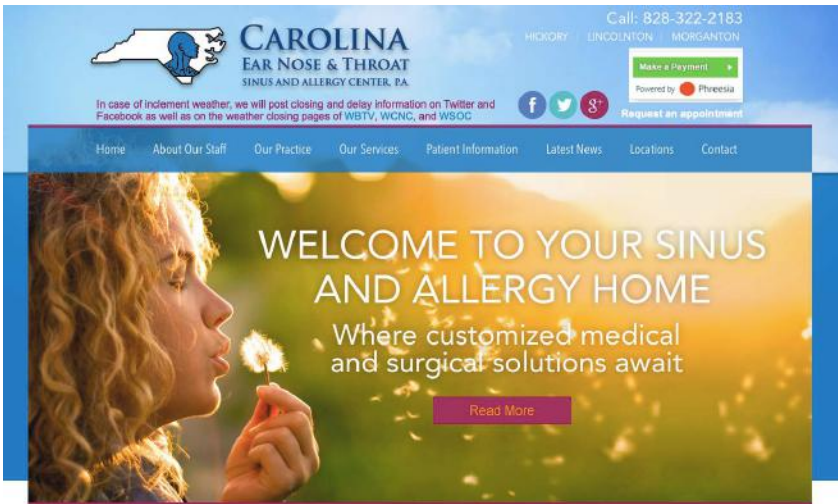 CAROLINA
EAR NOSE & THROAT
SINUS AND ALLERGY CENTER, P.A.
Call: 828-322-2183
HICKORY | LINCOLNTON | MORGANTON
Make a Payment
Powered by Phreesia
Request an appointment
In case of inclement weather, we will post closing and delay information on Twitter and
Facebook as well as on the weather closing pages of WBTV, WCNC, and WSOC
f
g+
Home About Our Staff Our Practice Our Services Patient Information Latest News Locations Contact
WELCOME TO YOUR SINUS
AND ALLERGY HOME
Where customized medical
and surgical solutions await
Read More